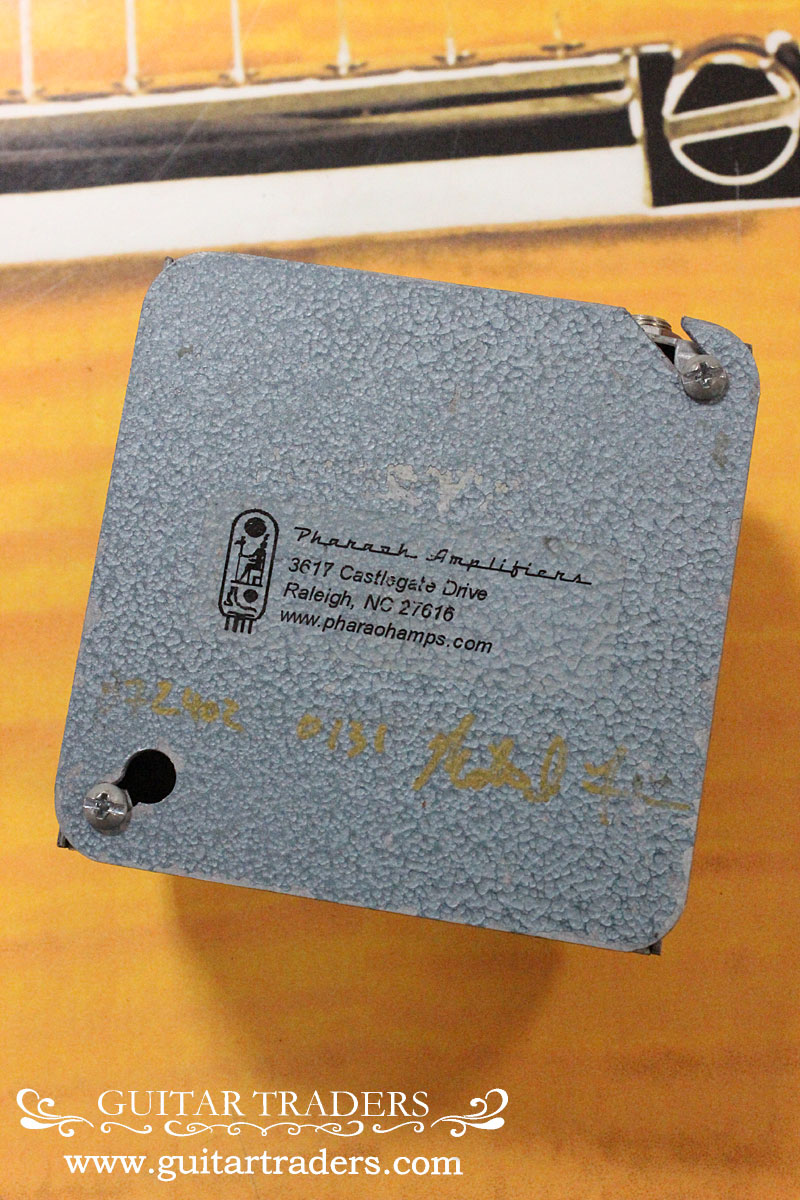 Pharaoh Amplifiers
3617 Castlegate Drive
Raleigh, NC 27616
www.pharaohamps.com
0131
GUITAR TRADERS
www.guitartraders.com